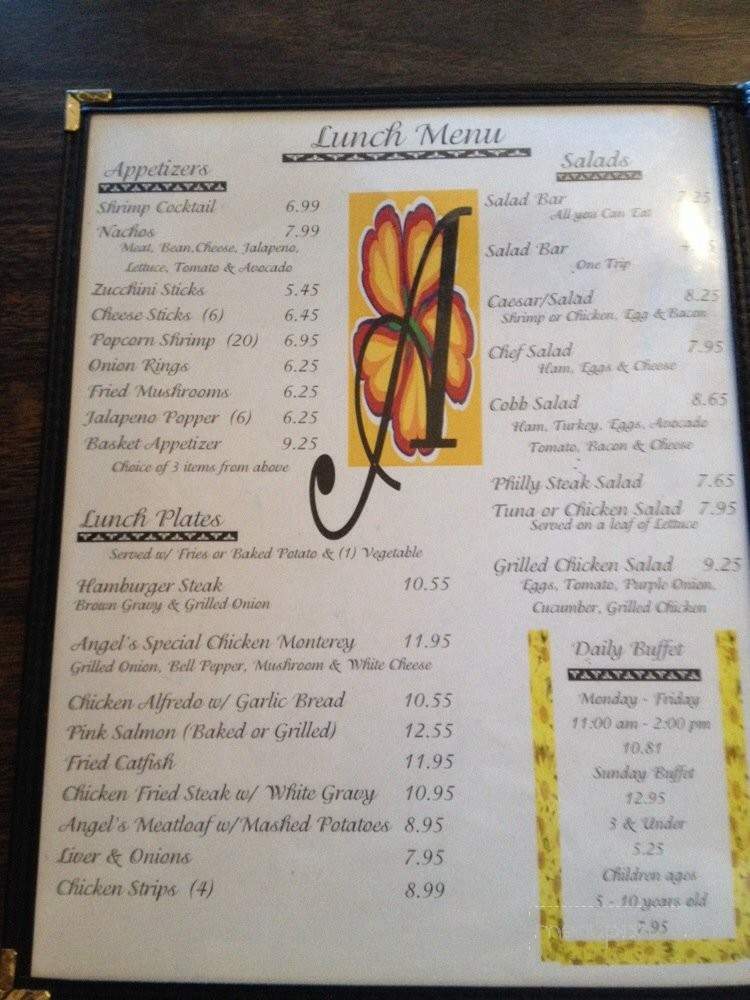 Lunch Menu
Appetizers
Shrimp Cocktail 6.99
Nachos 7.99
Meat, Bean,Cheese, Jalapeno,
Lettuce, Tomato & Avocado
Zucchini Sticks 5.45
Cheese Sticks (6) 6.45
Popcorn Shrimp (20) 6.95
Onion Rings 6.25
Fried Mushrooms 6.25
Jalapeno Popper (6) 6.25
Basket Appetizer 9.25
Choice of 3 items from above
A
Lunch Plates
Served w/ Fries or Baked Potato & (1) Vegetable
Hamburger Steak 10.55
Brown Gravy & Grilled Onion
Angel's Special Chicken Monterey 11.95
Grilled Onion, Bell Pepper, Mushroom & White Cheese
Chicken Alfredo w/ Garlic Bread 10.55
Pink Salmon (Baked or Grilled) 12.55
Fried Catfish 11.95
Chicken Fried Steak w/ White Gravy 10.95
Angel's Meatloaf w/Mashed Potatoes 8.95
Liver & Onions 7.95
Chicken Strips (4) 8.99
Salads
Salad Bar 7.25
All you Can Eat
Salad Bar
One Trip
Caesar/Salad 8.25
Shrimp or Chicken, Egg & Bacon
Chef Salad 7.95
Ham, Eggs & Cheese
Cobb Salad 8.65
Ham, Turkey, Eggs, Avocado
Tomato, Bacon & Cheese
Philly Steak Salad 7.65
Tuna or Chicken Salad 7.95
Served on a leaf of Lettuce
Grilled Chicken Salad 9.25
Eggs, Tomato, Purple Onion,
Cucumber, Grilled Chicken
Daily Buffet
Monday - Friday
11:00 am - 2:00 pm
10.81
Sunday Buffet
12.95
3 & Under
5.25
Children ages
5 - 10 years old
7.95